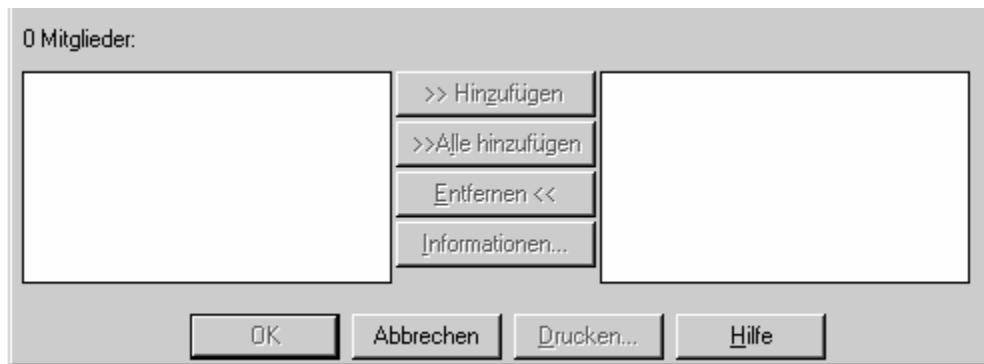 0 Mitglieder:
>> Hinzufügen
>>Alle hinzufügen
Entfernen <<
Informationen...
OK Abbrechen Drucken... Hilfe